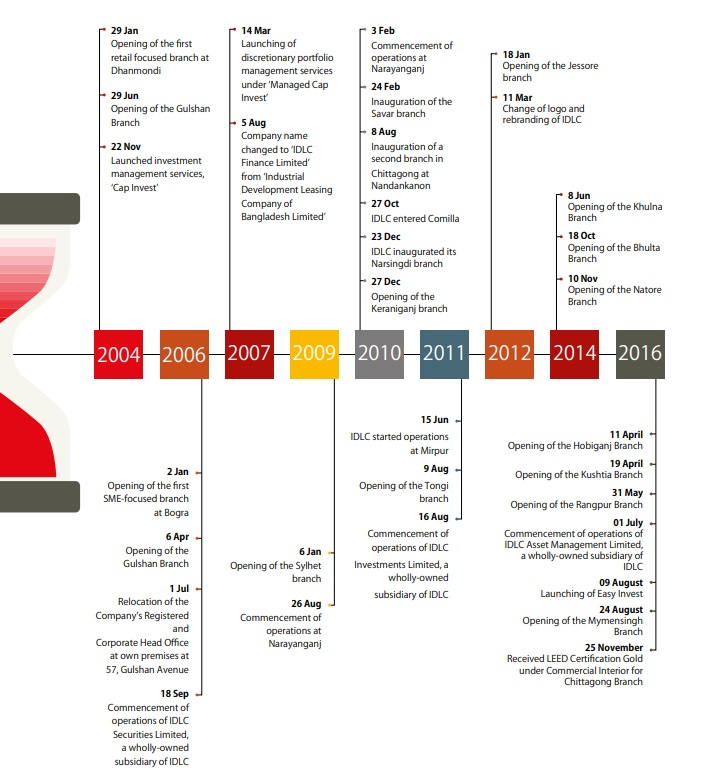 29 Jan
Opening of the first
retail focused branch at
Dhanmondi
29 Jun
Opening of the Gulshan
Branch
22 Nov
Launched investment
management services,
‘Cap Invest’
14 Mar
Launching of
discretionary portfolio
management services
under ‘Managed Cap
Invest’
5 Aug
Company name
changed to ‘IDLC
Finance Limited’
from ‘Industrial
Development Leasing
Company of
Bangladesh Limited’
3 Feb
Commencement of
operations at
Narayanganj
24 Feb
Inauguration of the
Savar branch
8 Aug
Inauguration of a
second branch in
Chittagong at
Nandankanon
27 Oct
IDLC entered Comilla
23 Dec
IDLC inaugurated its
Narsingdi branch
27 Dec
Opening of the
Keraniganj branch
18 Jan
Opening of the Jessore
branch
11 Mar
Change of logo and
rebranding of IDLC
8 Jun
Opening of the Khulna
Branch
18 Oct
Opening of the Bhulta
Branch
10 Nov
Opening of the Natore
Branch
2004
2006
2007
2009
2010
2011
2012
2014
2016
2 Jan
Opening of the first
SME-focused branch
at Bogra
6 Apr
Opening of the
Gulshan Branch
1 Jul
Relocation of the
Company’s Registered
and
Corporate Head Office
at own premises at
57, Gulshan Avenue
18 Sep
Commencement of
operations of IDLC
Securities Limited,
a wholly-owned
subsidiary of IDLC
6 Jan
Opening of the Sylhet
branch
26 Aug
Commencement of
operations at
Narayanganj
15 Jun
IDLC started operations
at Mirpur
9 Aug
Opening of the Tongi
branch
16 Aug
Commencement of
operations of IDLC
Investments Limited, a
wholly-owned
subsidiary of IDLC
11 April
Opening of the Hobiganj Branch
19 April
Opening of the Kushtia Branch
31 May
Opening of the Rangpur Branch
01 July
Commencement of operations of
IDLC Asset Management Limited,
a wholly-owned subsidiary of
IDLC
09 August
Launching of Easy Invest
24 August
Opening of the Mymensingh
Branch
25 November
Received LEED Certification Gold
under Commercial Interior for
Chittagong Branch